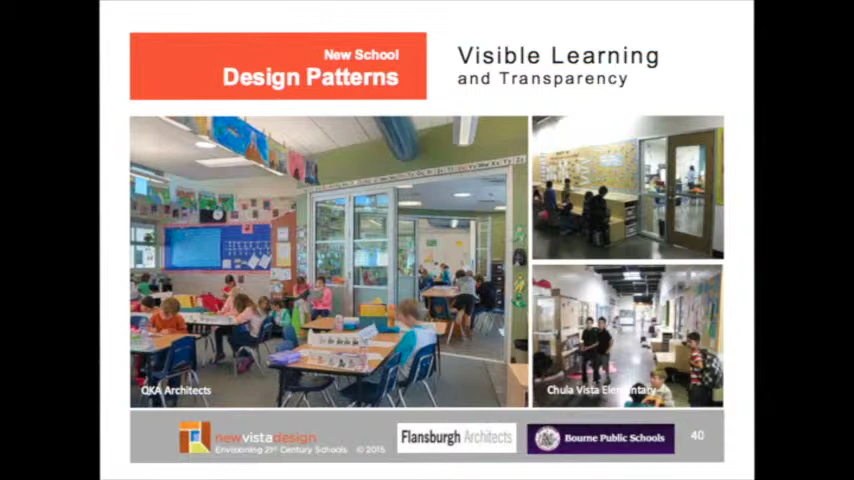 New School
Design Patterns
Visible Learning
and Transparency
QKA Architects
Chula Vista Elementary
newvistadesign
Envisioning 21st Century Schools © 2015
Flansburgh Architects
Bourne Public Schools
40